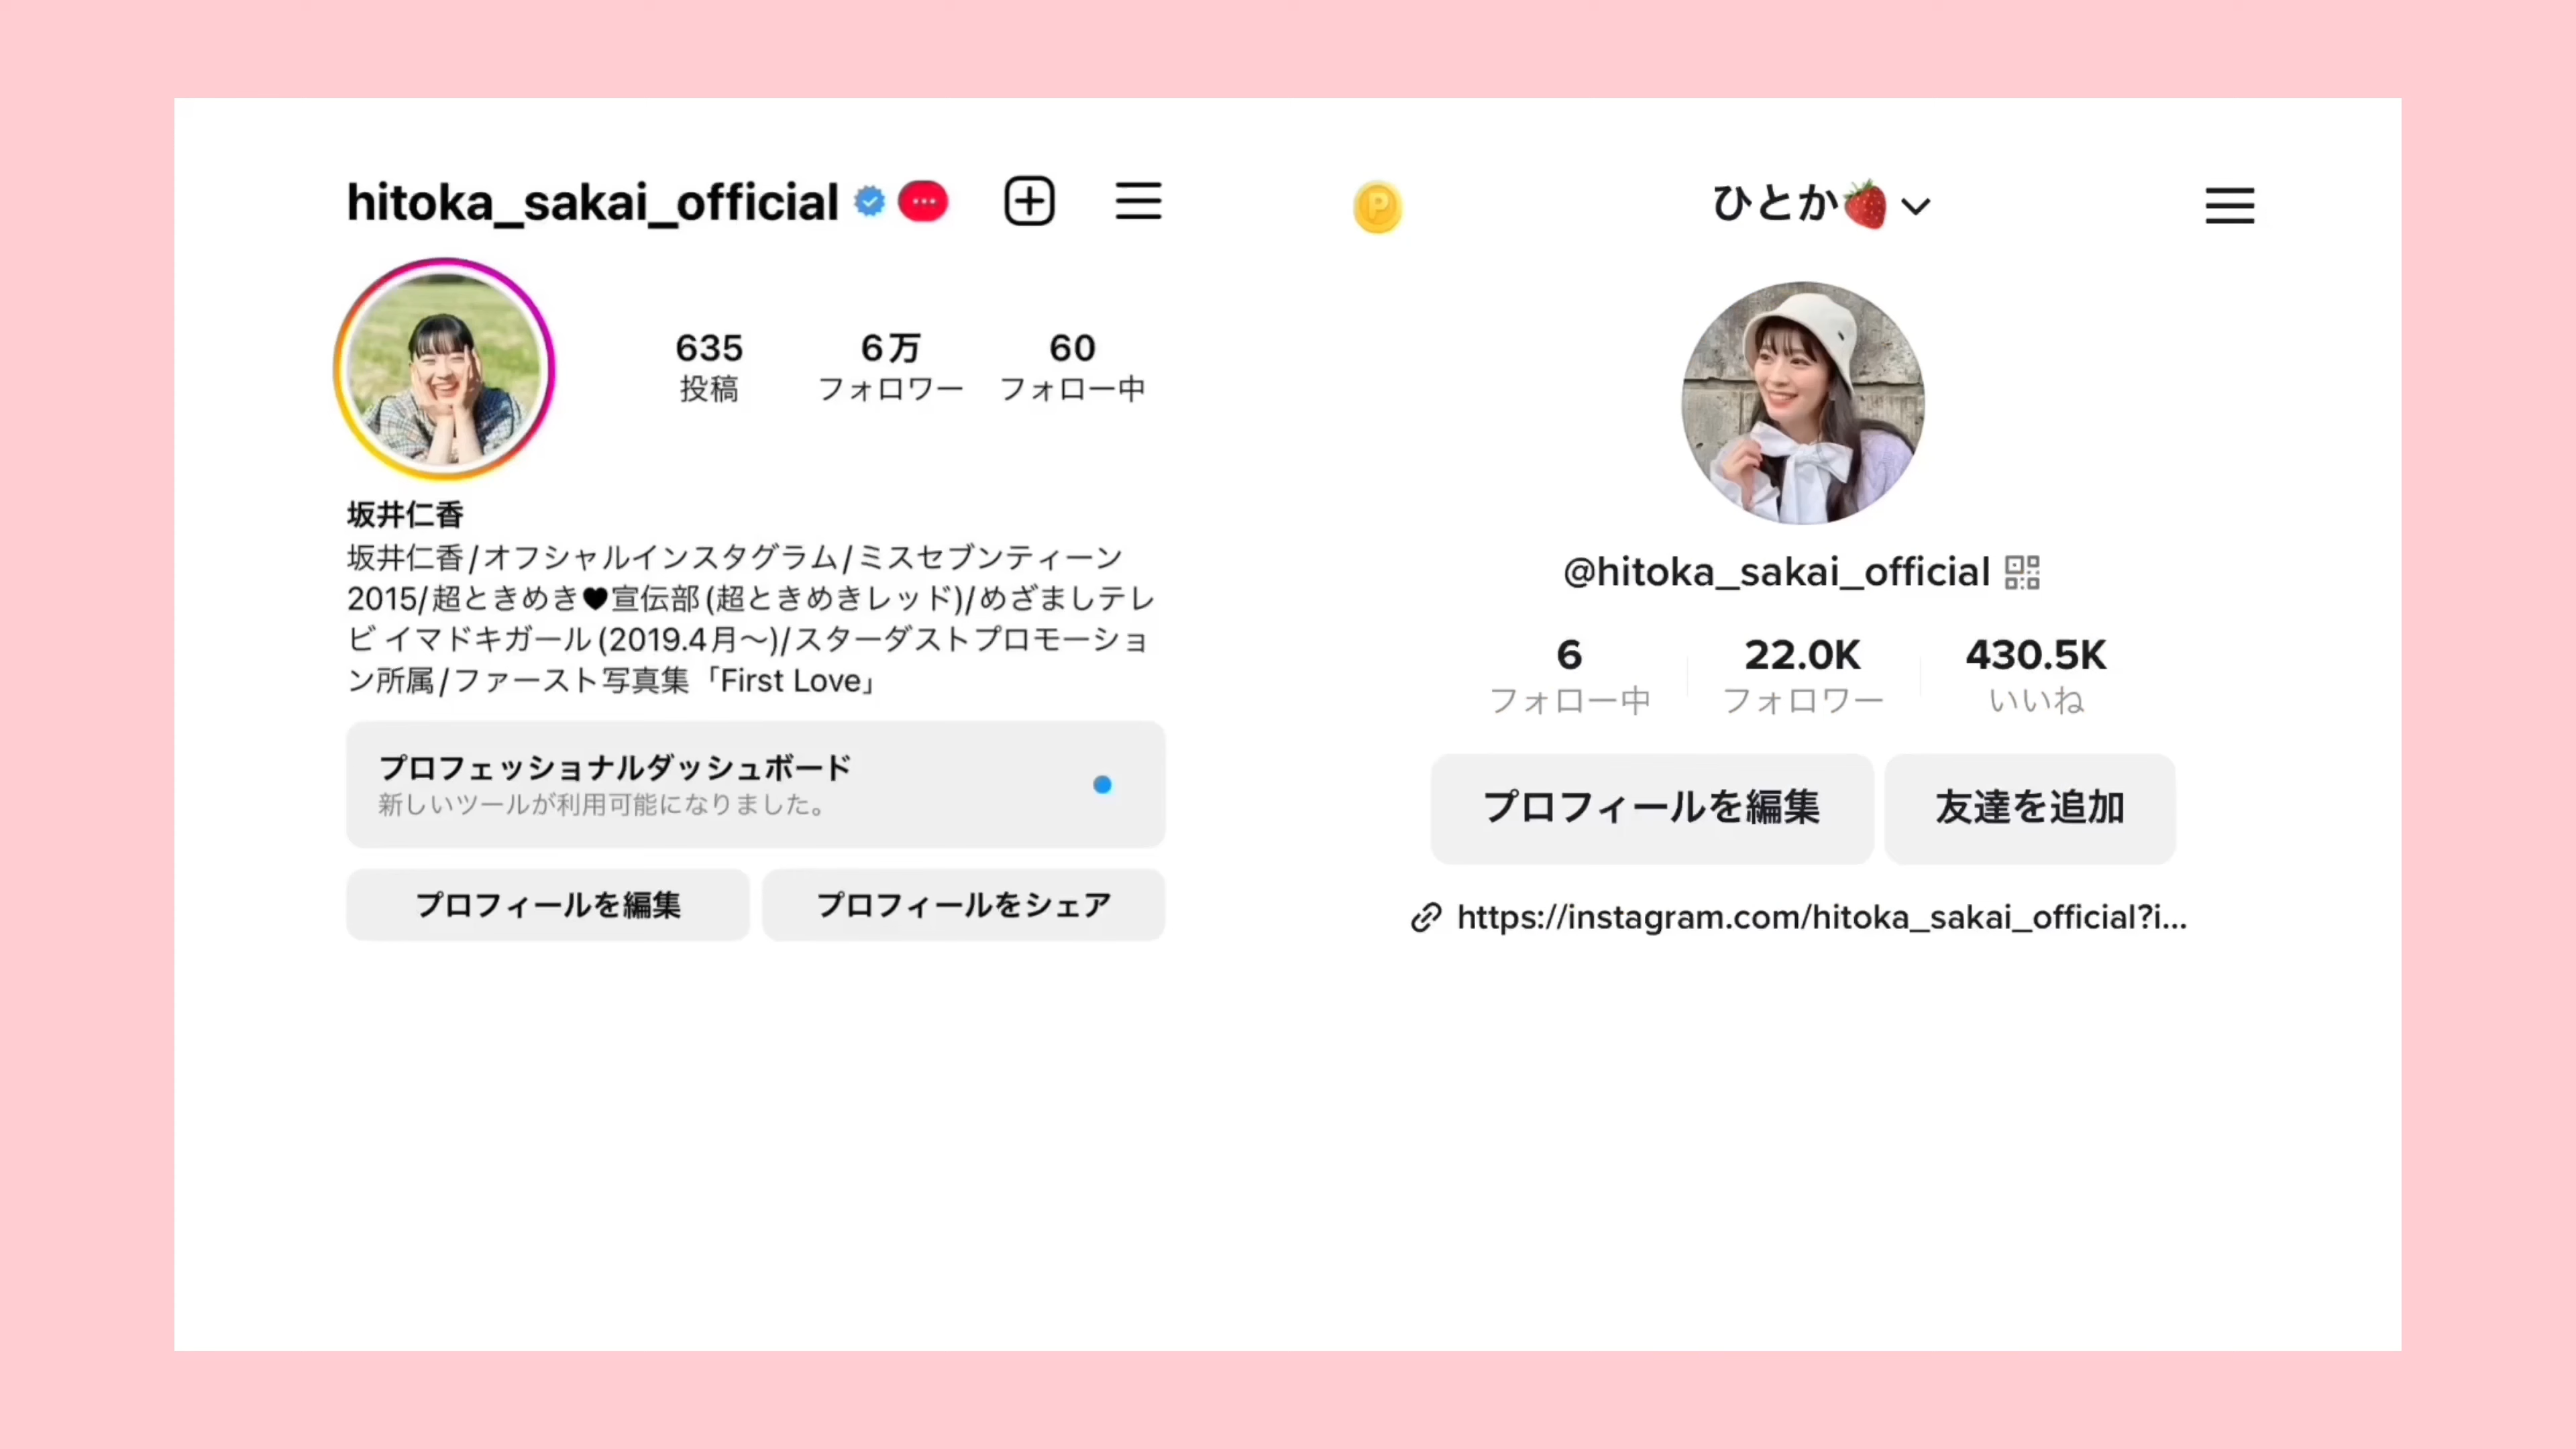 hitoka_sakai_official
635
投稿
6万
フォロワー
60
フォロー中
坂井仁香
坂井仁香/オフシャルインスタグラム/ミスセブンティーン
2015/超ときめき♥宣伝部(超ときめきレッド)/めざましテレ
ビ イマドキガール(2019.4月〜)/スターダストプロモーショ
ン所属/ファースト写真集「First Love」
プロフェッショナルダッシュボード
新しいツールが利用可能になりました。
プロフィールを編集
プロフィールをシェア
P
ひとか🍓
@hitoka_sakai_official
6
フォロー中
22.0K
フォロワー
430.5K
いいね
プロフィールを編集
友達を追加
https://instagram.com/hitoka_sakai_official?i...